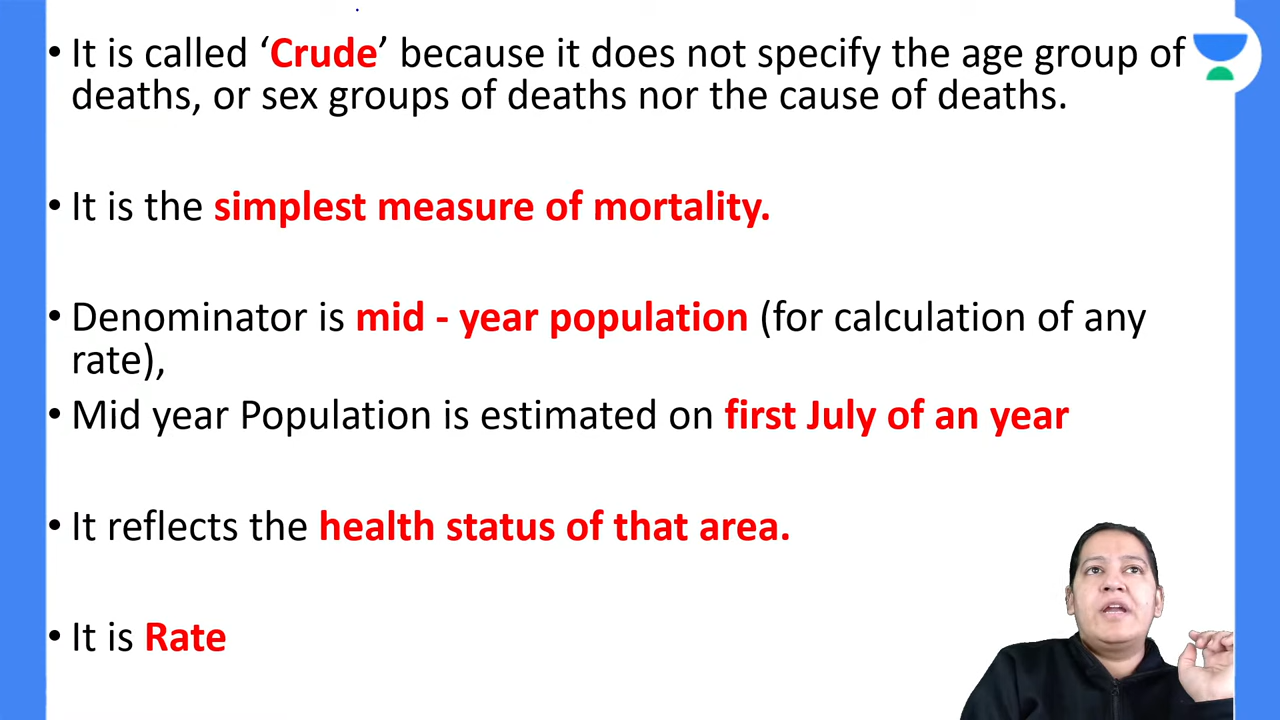 • It is called ‘Crude’ because it does not specify the age group of
deaths, or sex groups of deaths nor the cause of deaths.
• It is the simplest measure of mortality.
• Denominator is mid - year population (for calculation of any
rate),
• Mid year Population is estimated on first July of an year
• It reflects the health status of that area.
• It is Rate